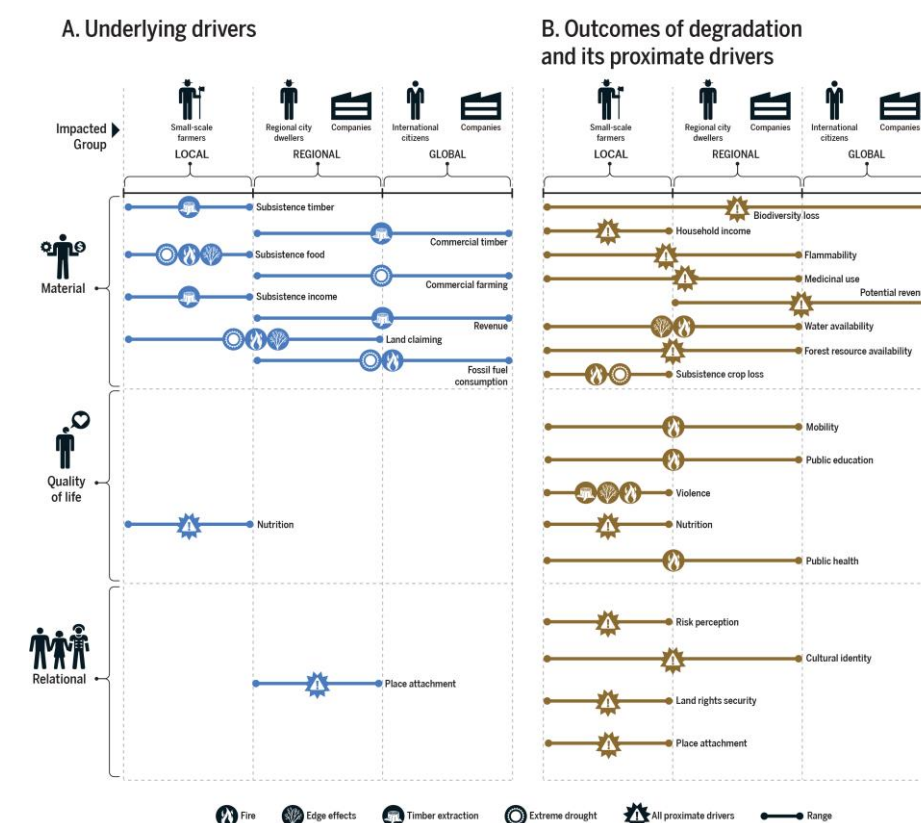 A. Underlying drivers
Impacted
Group
Small-scale
farmers
Regional city
dwellers
Companies
International
citizens
Companies
LOCAL
REGIONAL
GLOBAL
Material
Subsistence timber
Commercial timber
Subsistence food
Commercial farming
Subsistence income
Revenue
Land claiming
Fossil fuel
consumption
Quality
of life
Nutrition
Relational
Place attachment
B. Outcomes of degradation
and its proximate drivers
Small-scale
farmers
Regional city
dwellers
Companies
International
citizens
Companies
LOCAL
REGIONAL
GLOBAL
Biodiversity loss
Household income
Flammability
Medicinal use
Potential
Water availability
Forest resource availability
Subsistence crop loss
Mobility
Public education
Violence
Nutrition
Public health
Risk perception
Cultural identity
Land rights security
Place attachment
Fire
Edge effects
Timber extraction
Extreme drought
All proximate drivers
Range